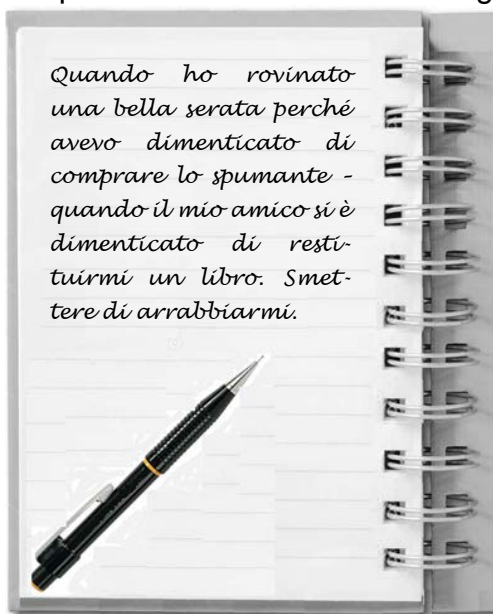 Quando ho rovinato
una bella serata perché
avevo dimenticato di
comprare lo spumante –
quando il mio amico si è
dimenticato di resti-
tuirmi un libro. Smet-
tere di arrabbiarmi.